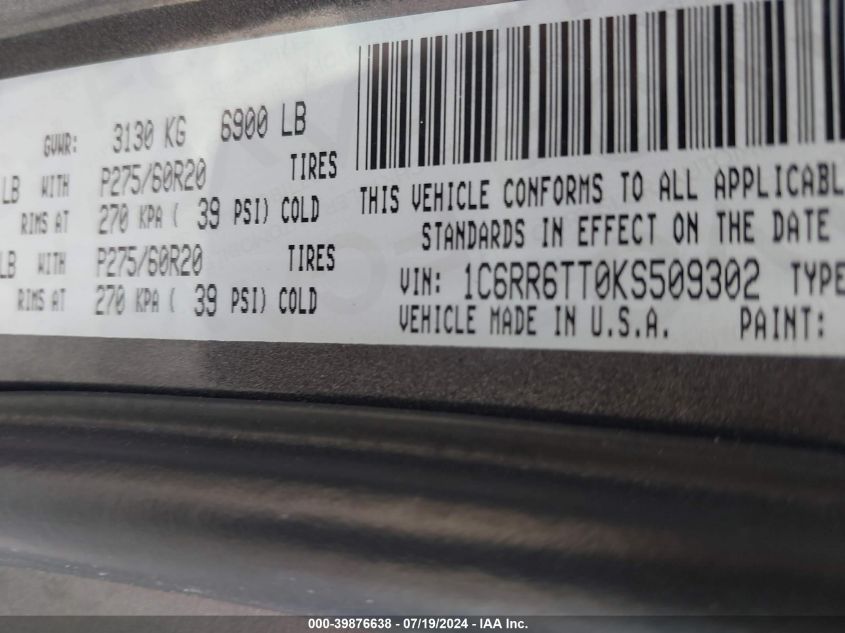 GVWR: 3130 KG 6900 LB
LB WITH P275/60R20 TIRES
RIMS AT 270 KPA ( 39 PSI) COLD
LB WITH P275/60R20 TIRES
RIMS AT 270 KPA ( 39 PSI) COLD
THIS VEHICLE CONFORMS TO ALL APPLICABL
STANDARDS IN EFFECT ON THE DATE
VIN: 1C6RR6TT0KS509302 TYPE
VEHICLE MADE IN U.S.A. PAINT:
000-39876638 - 07/19/2024 - IAA Inc.